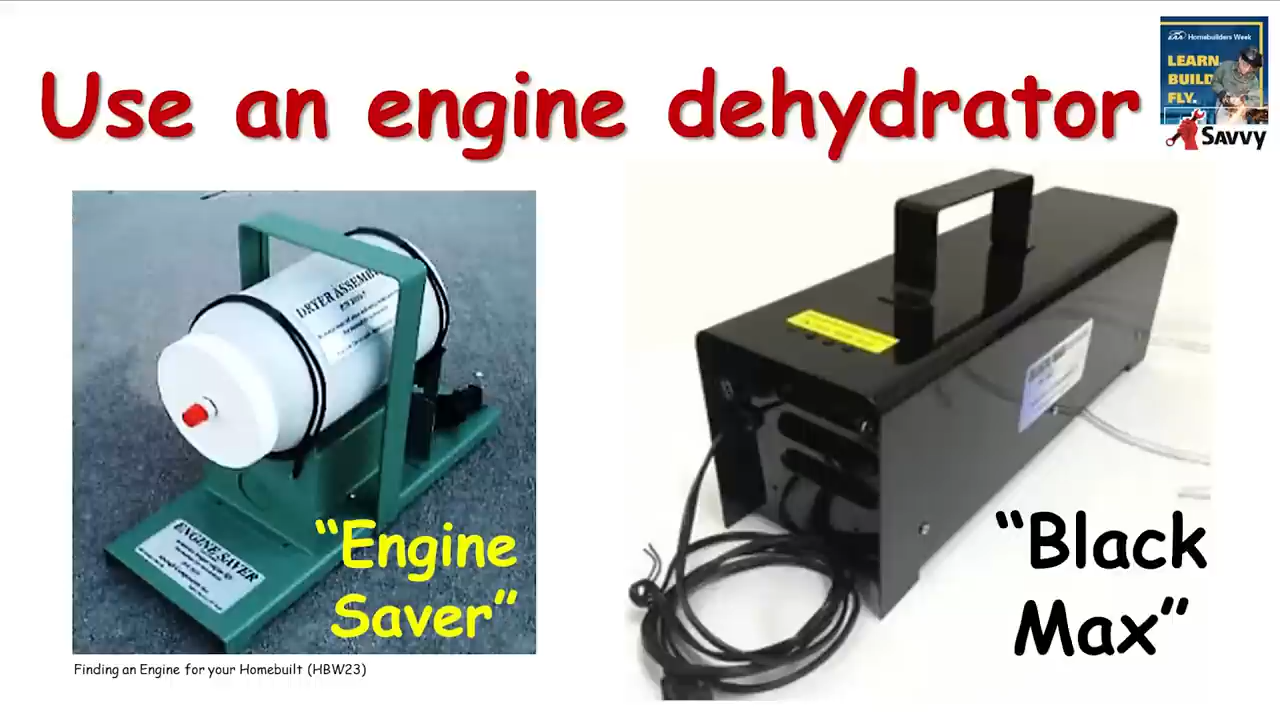 Use an engine dehydrator
EAA Homebuilders Week
LEARN.
BUILD.
FLY.
SAVVY
DRYER ASSEMBLY
ENGINE SAVER
“Engine
Saver”
“Black
Max”
Finding an Engine for your Homebuilt (HBW23)